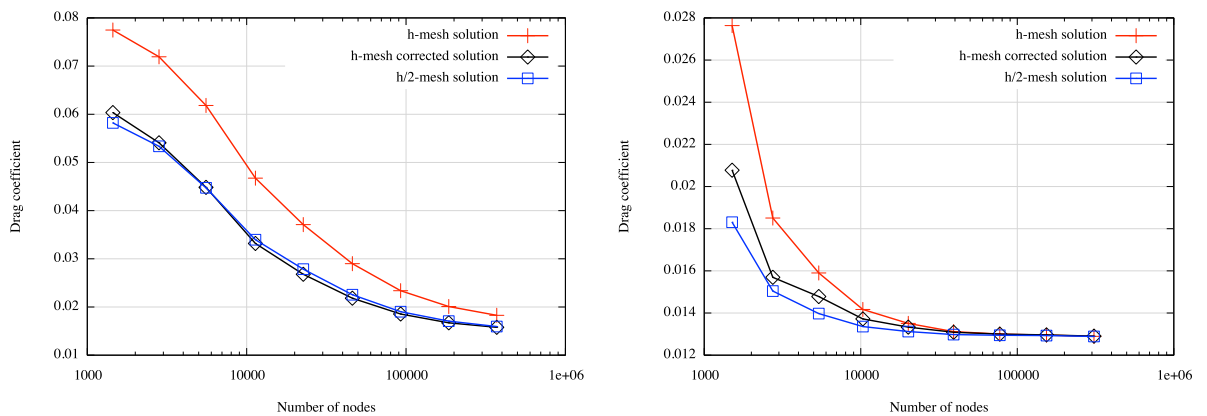 0.08
0.07
0.06
0.05
0.04
0.03
0.02
0.01
1000
10000
100000
1e+06
Drag coefficient
Number of nodes
h-mesh solution
h-mesh corrected solution
h/2-mesh solution
0.028
0.026
0.024
0.022
0.02
0.018
0.016
0.014
0.012
1000
10000
100000
1e+06
Drag coefficient
Number of nodes
h-mesh solution
h-mesh corrected solution
h/2-mesh solution